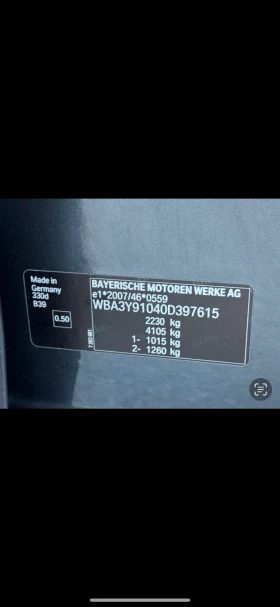 Made in
Germany
330d
B39
0.50
BAYERISCHE MOTOREN WERKE AG
e1*2007/46*0559
WBA3Y91040D397615
2230 kg
4105 kg
1- 1015 kg
2- 1260 kg